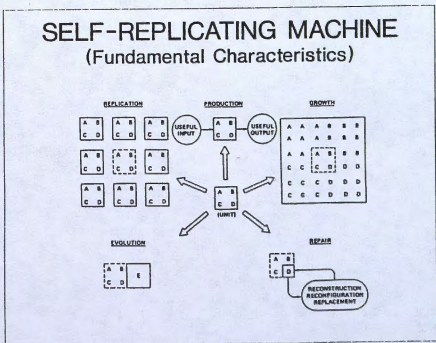 SELF-REPLICATING MACHINE
(Fundamental Characteristics)
REPLICATION
A B A B A B
C D C D C D
A B A B A B
C D C D C D
A B A B A B
C D C D C D
PRODUCTION
USEFUL
INPUT
A B
C D
USEFUL
OUTPUT
GROWTH
A A A B B B
A A A B B B
A A A B B B
C C C D D D
C C C D D D
C C C D D D
A B
C D
(UNIT)
EVOLUTION
A B
C D
E
REPAIR
A B
C D
RECONSTRUCTION
RECONFIGURATION
REPLACEMENT